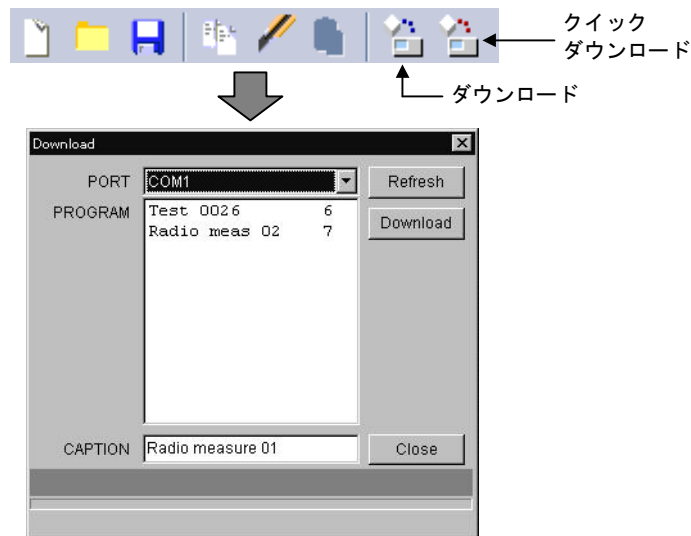 クイック
ダウンロード
ダウンロード
Download
PORT COM1 Refresh
PROGRAM Test 0026 6 Download
Radio meas 02 7
CAPTION Radio measure 01 Close